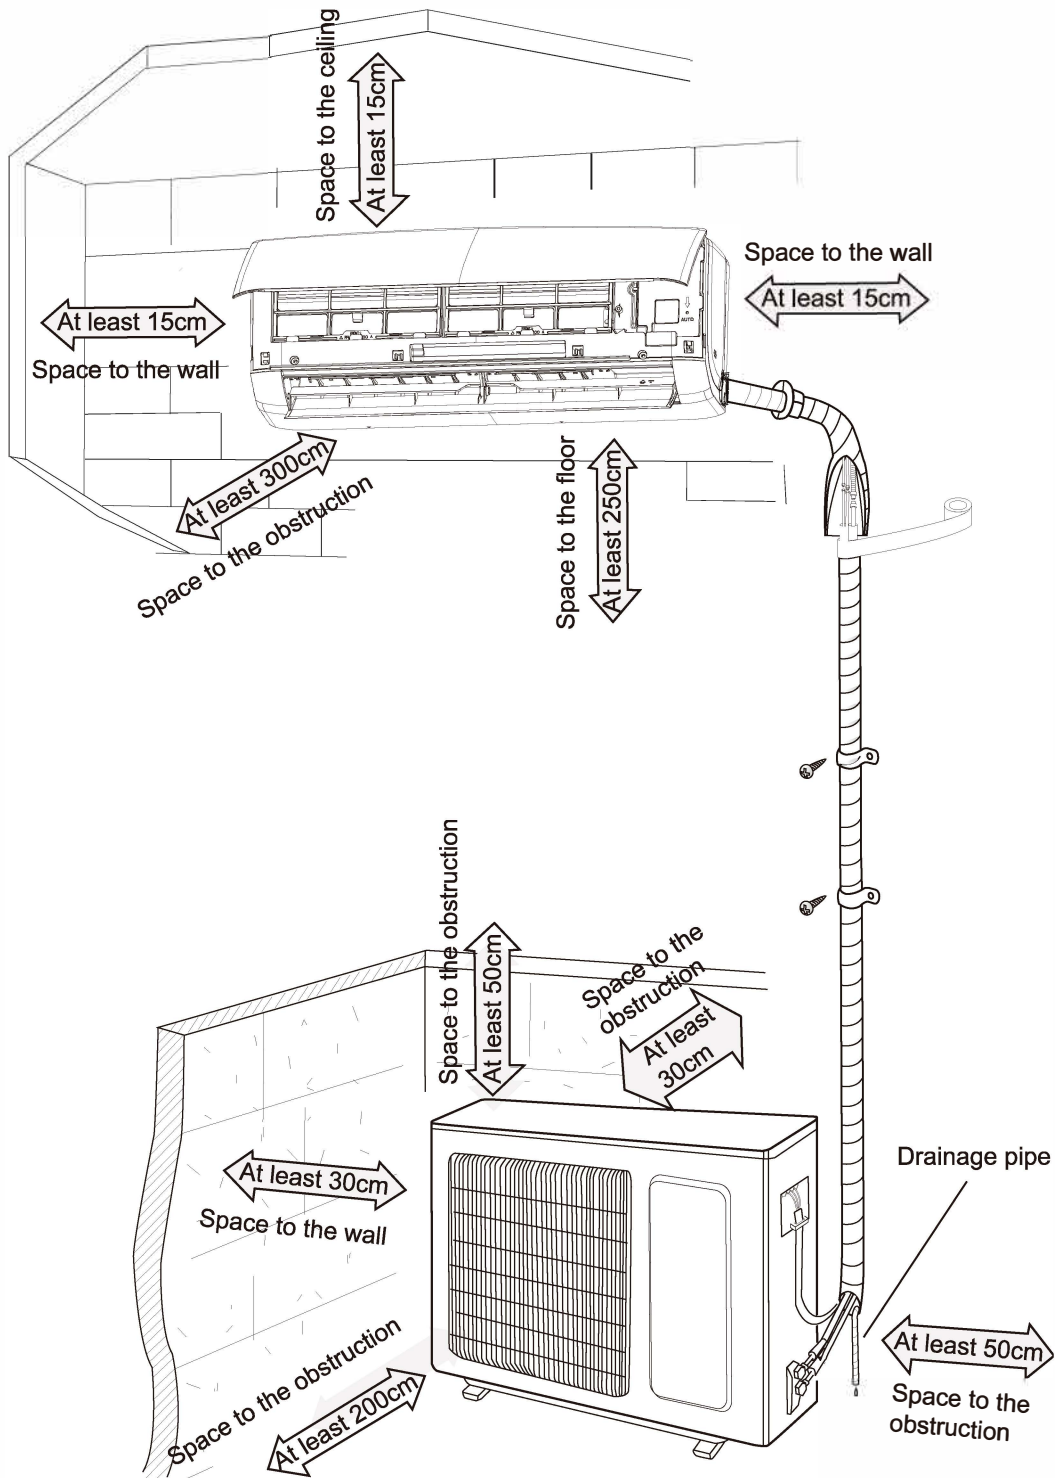 Space to the ceiling
At least 15cm
Space to the wall
At least 15cm
At least 15cm
Space to the wall
AUTO
At least 300cm
Space to the obstruction
Space to the floor
At least 250cm
Space to the obstruction
At least 50cm
Space to the
obstruction
At least
30cm
Drainage pipe
At least 30cm
Space to the wall
Space to the obstruction
At least 200cm
At least 50cm
Space to the
obstruction